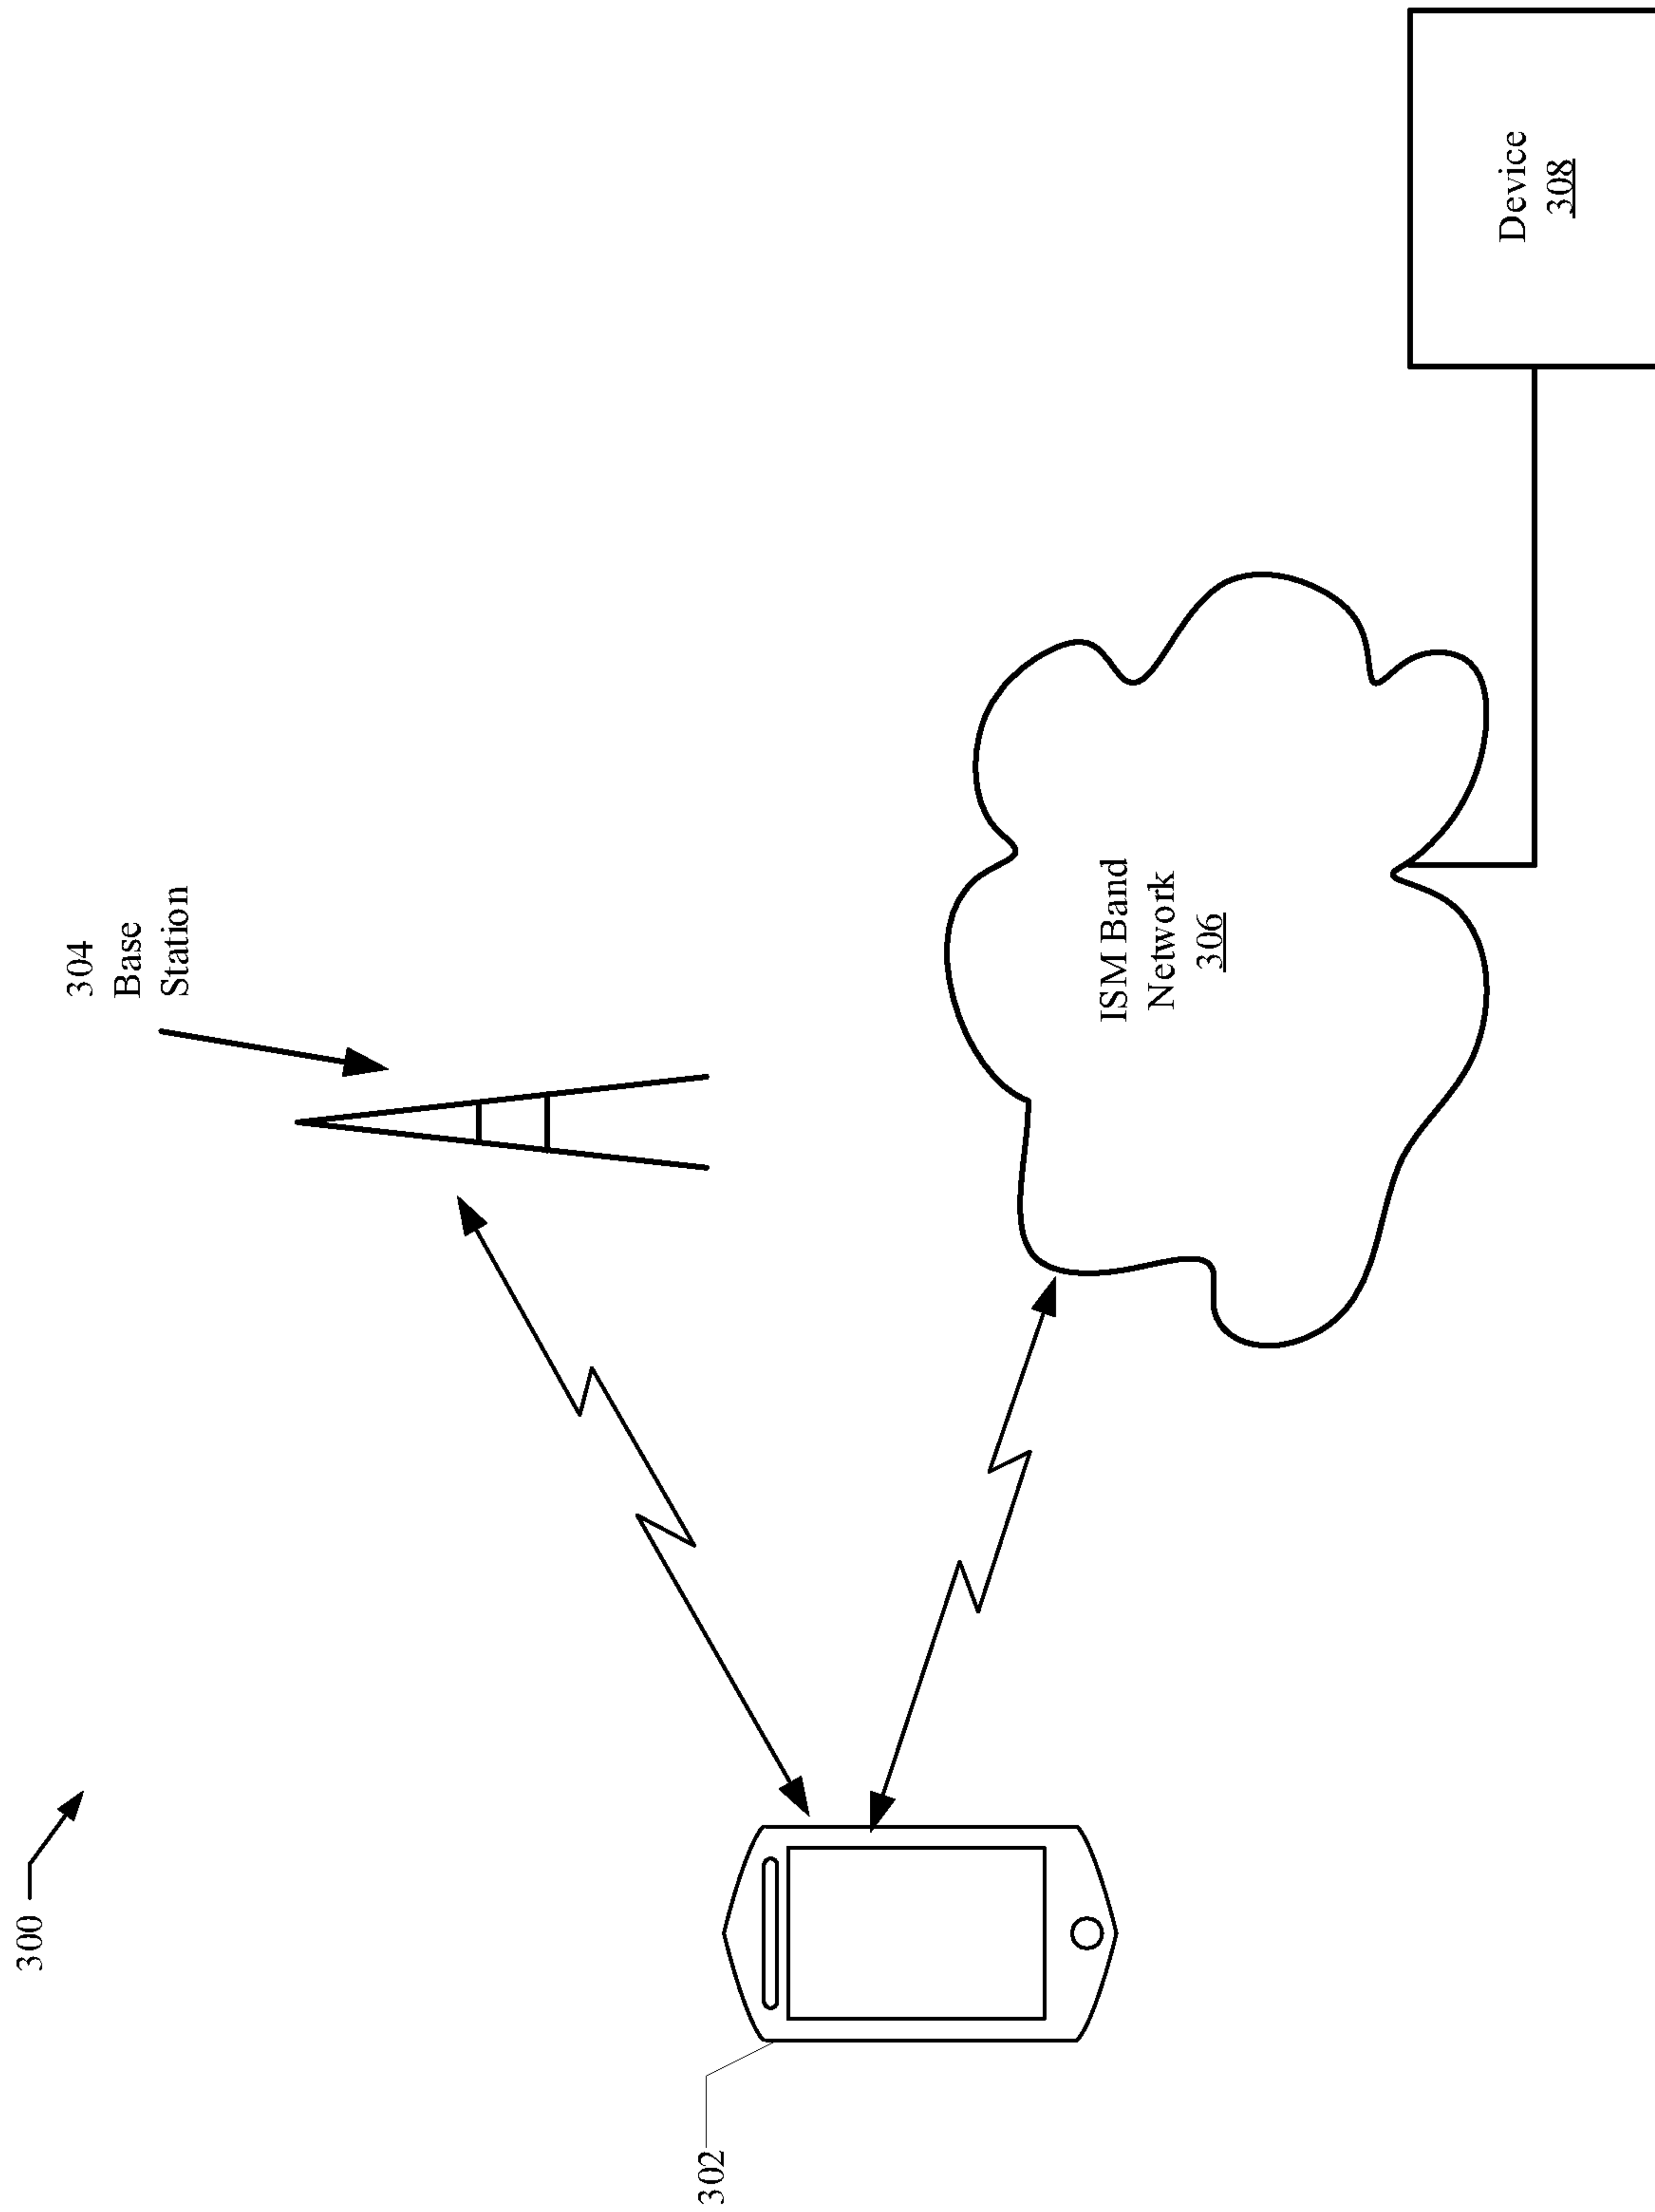 300
304
Base
Station
302
ISM Band
Network
306
Device
308